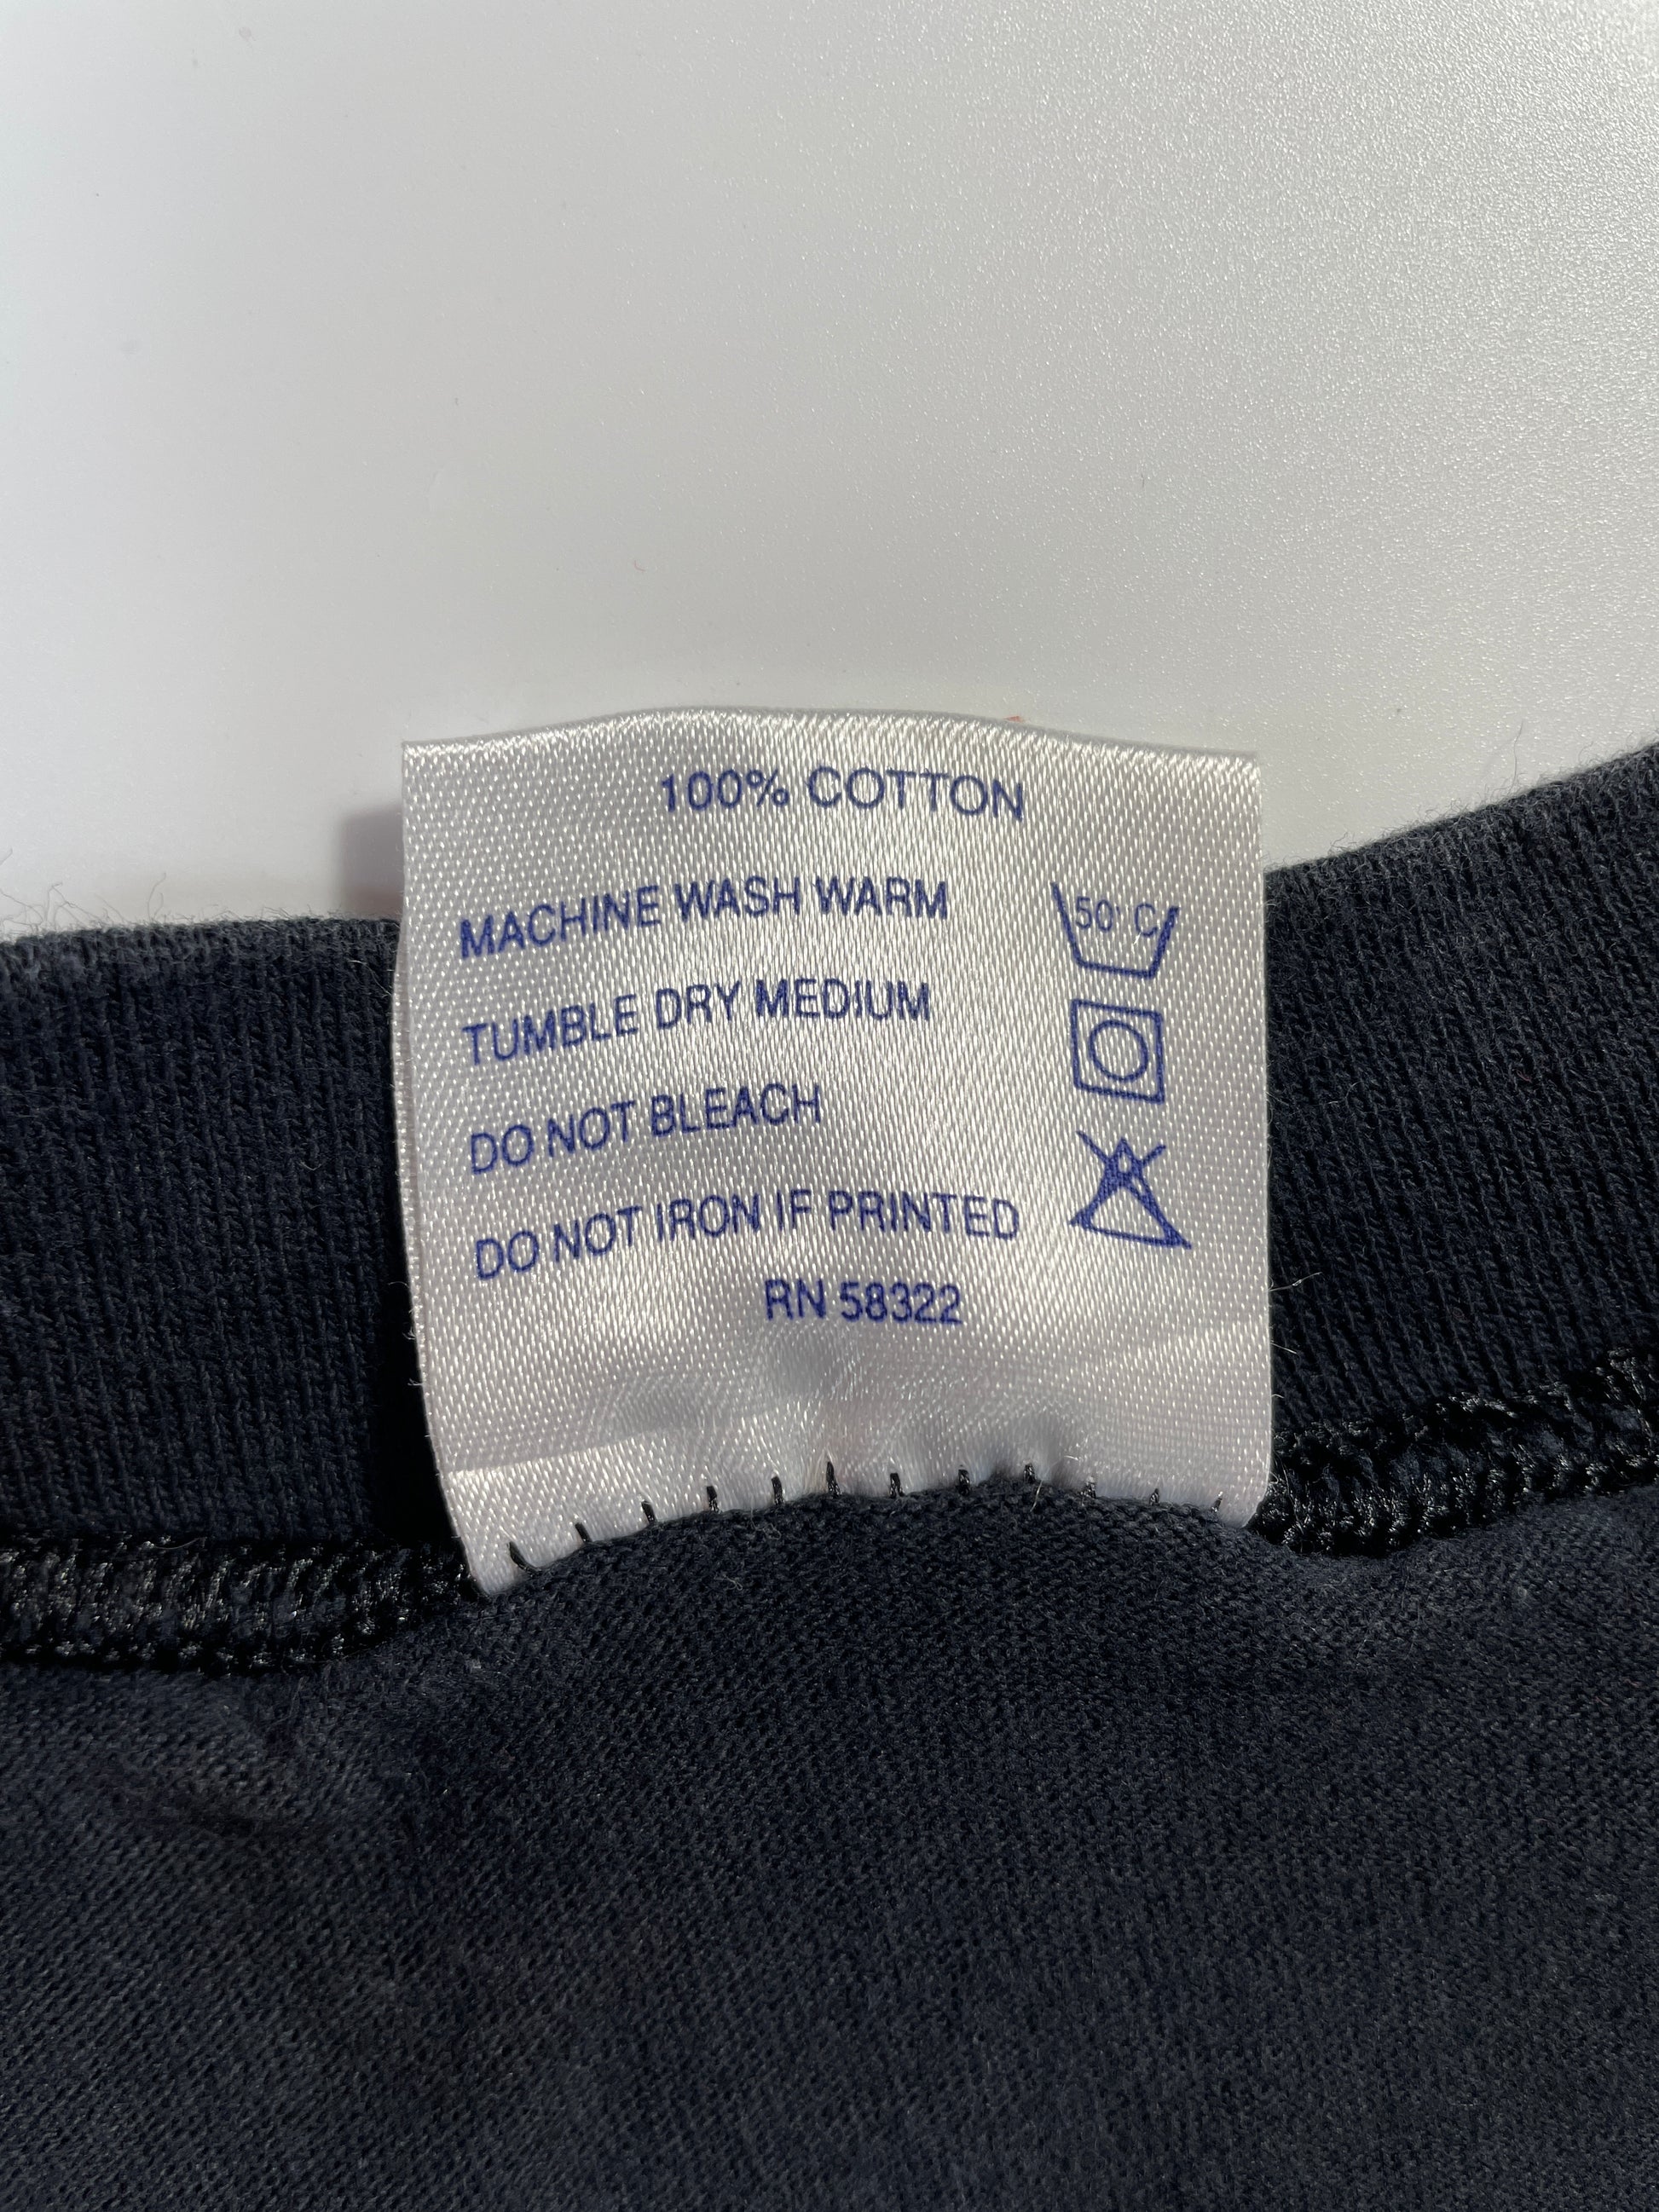 100% COTTON
MACHINE WASH WARM
50° C
TUMBLE DRY MEDIUM
DO NOT BLEACH
DO NOT IRON IF PRINTED
RN 58322